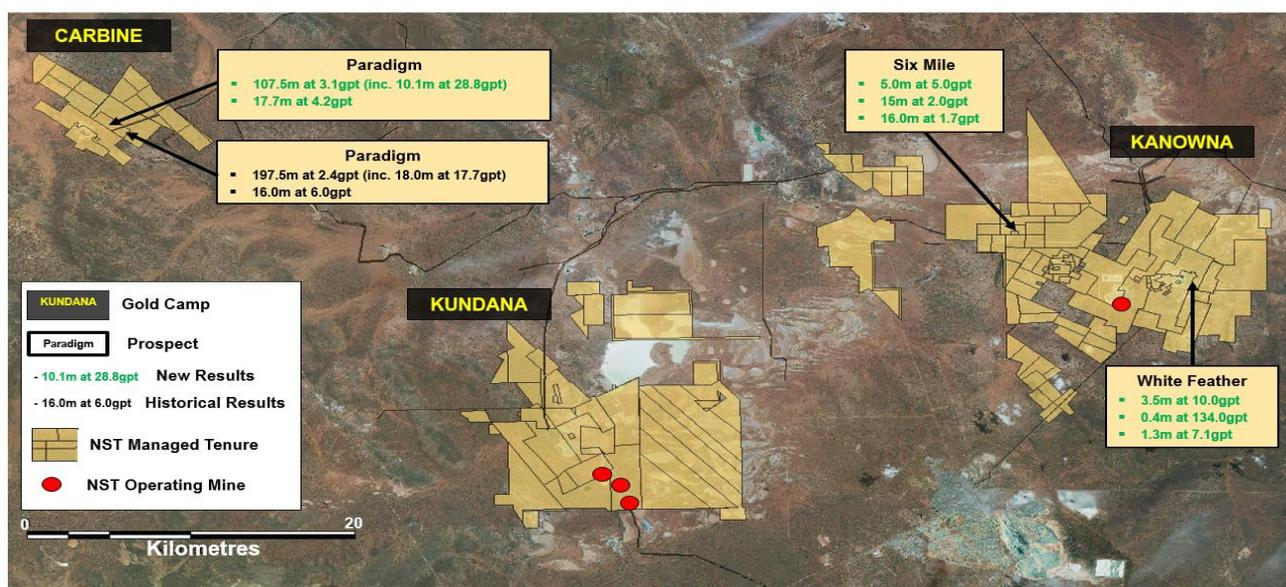 CARBINE
Paradigm
▪ 107.5m at 3.1gpt (inc. 10.1m at 28.8gpt)
▪ 17.7m at 4.2gpt
Paradigm
▪ 197.5m at 2.4gpt (inc. 18.0m at 17.7gpt)
▪ 16.0m at 6.0gpt
Six Mile
▪ 5.0m at 5.0gpt
▪ 15m at 2.0gpt
▪ 16.0m at 1.7gpt
KANOWNA
KUNDANA
White Feather
▪ 3.5m at 10.0gpt
▪ 0.4m at 134.0gpt
▪ 1.3m at 7.1gpt
KUNDANA Gold Camp
Paradigm Prospect
- 10.1m at 28.8gpt New Results
- 16.0m at 6.0gpt Historical Results
NST Managed Tenure
NST Operating Mine
0 20
Kilometres